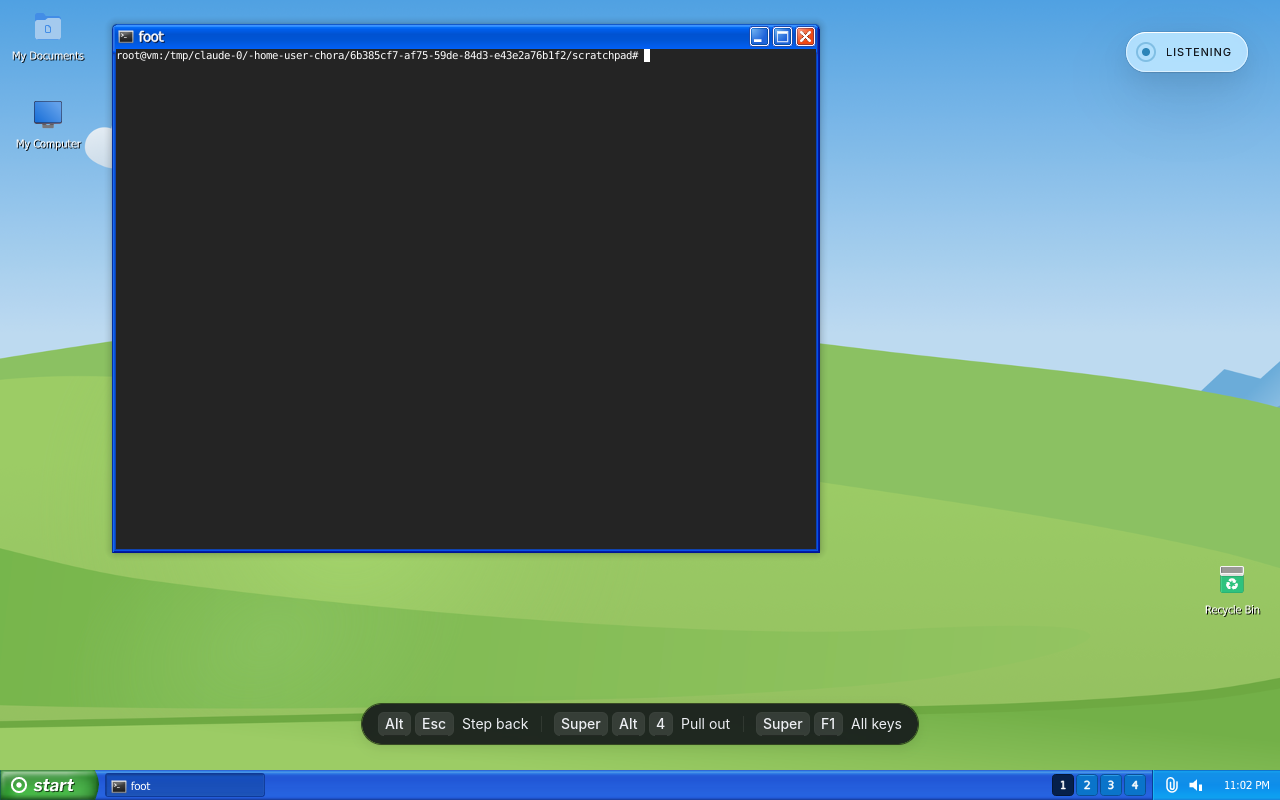 My Documents
My Computer
foot
root@vm:/tmp/claude-0/-home-user-chora/6b385cf7-af75-59de-84d3-e43e2a76b1f2/scratchpad#
LISTENING
Recycle Bin
Alt Esc Step back Super Alt 4 Pull out Super F1 All keys
start foot 1 2 3 4 11:02 PM